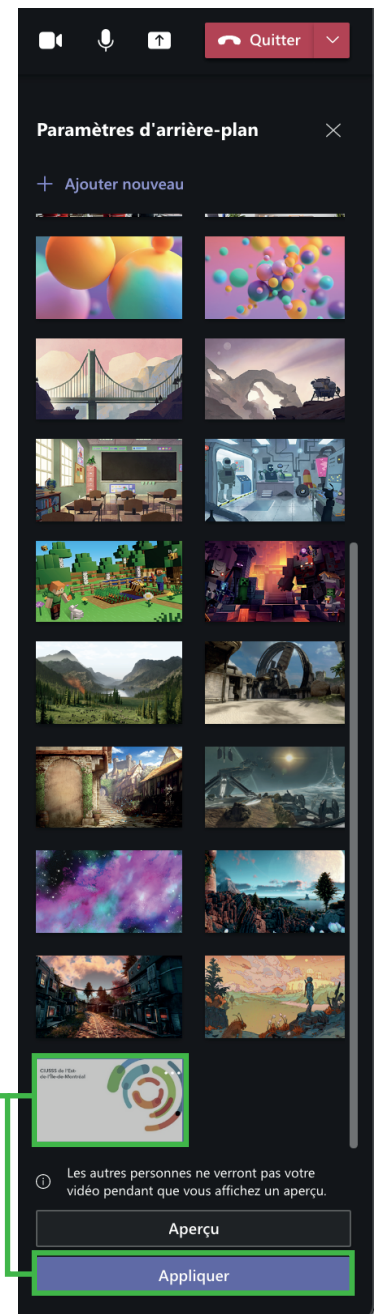 Quitter
Paramètres d'arrière-plan
Ajouter nouveau
CIUSSS de l'Est-
de-l'Île-de-Montréal
Les autres personnes ne verront pas votre
vidéo pendant que vous affichez un aperçu.
Aperçu
Appliquer